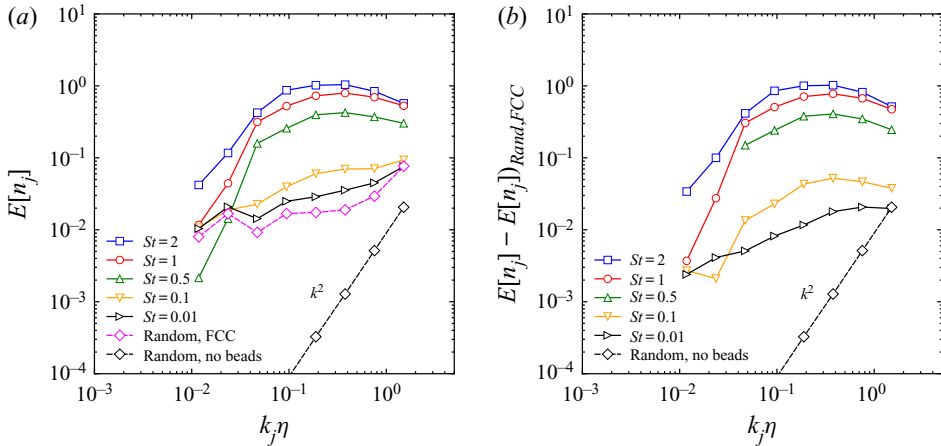 (a)
10^1
10^0
10^-1
10^-2
10^-3
10^-4
E[n_j]
St = 2
St = 1
St = 0.5
St = 0.1
St = 0.01
Random, FCC
Random, no beads
k^2
10^-3
10^-2
10^-1
10^0
k_jη
(b)
10^1
10^0
10^-1
10^-2
10^-3
10^-4
E[n_j] − E[n_j])_Rand,FCC
St = 2
St = 1
St = 0.5
St = 0.1
St = 0.01
Random, no beads
k^2
10^-3
10^-2
10^-1
10^0
k_jη